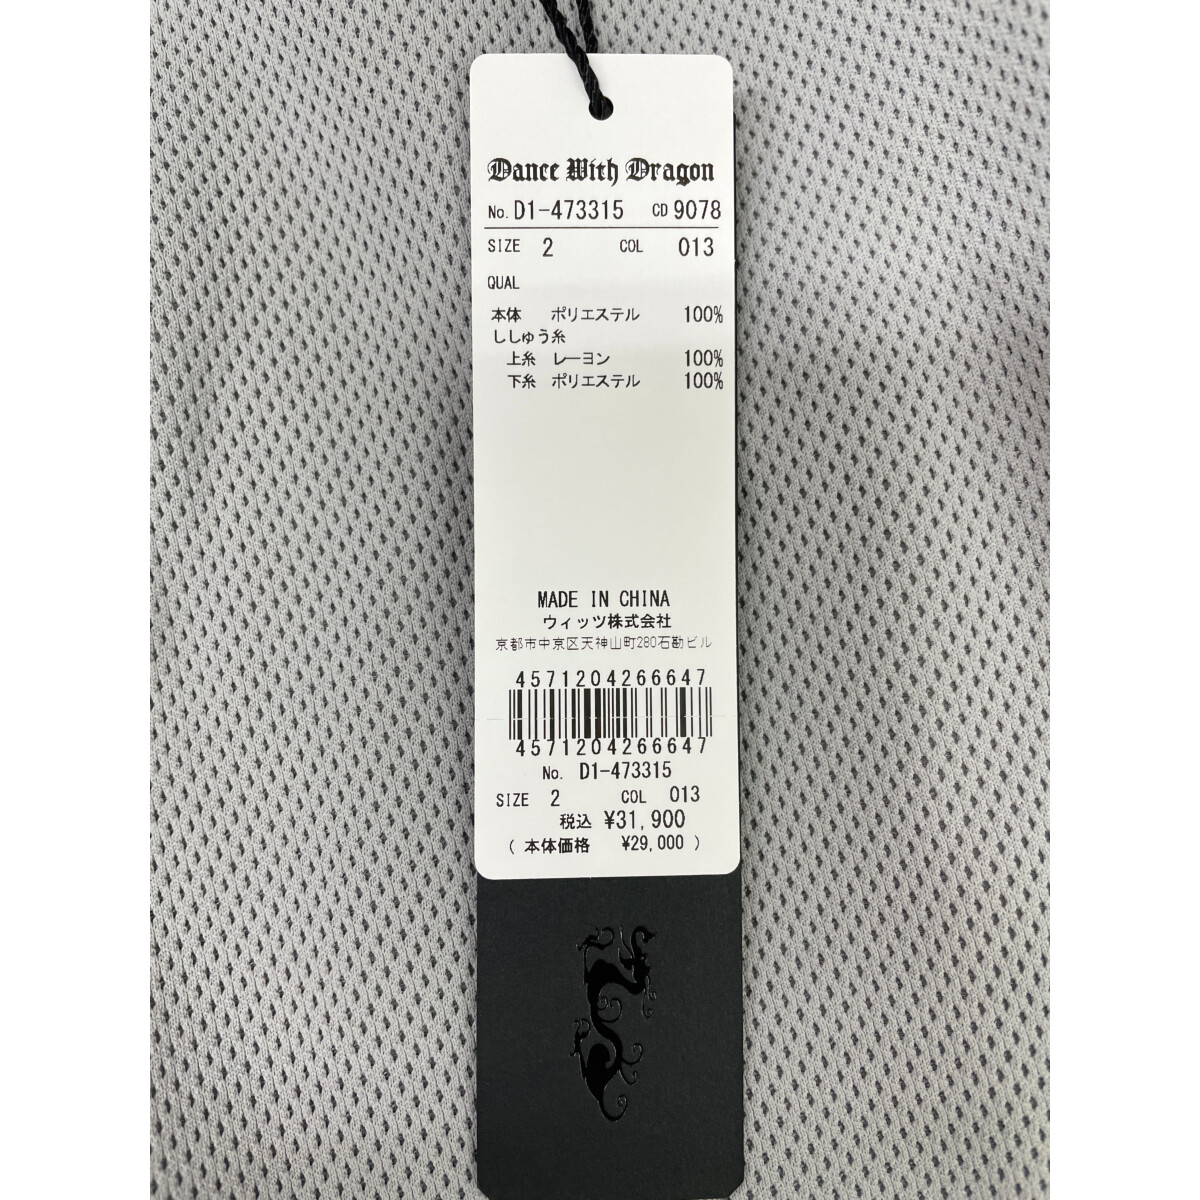 Dance With Dragon
No. D1-473315 CD 9078
SIZE 2 COL 013
QUAL
本体 ポリエステル 100%
ししゅう糸
上糸 レーヨン 100%
下糸 ポリエステル 100%
MADE IN CHINA
ウィッツ株式会社
京都市中京区天神山町280石勘ビル
4571204266647
4571204266647
No. D1-473315
SIZE 2 COL 013
税込 ¥31,900
( 本体価格 ¥29,000 )